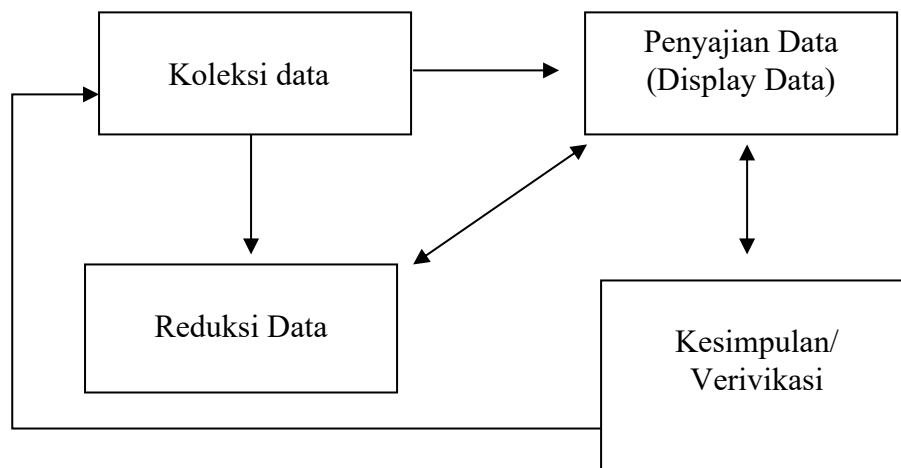 Koleksi data
Penyajian Data
(Display Data)
Reduksi Data
Kesimpulan/
Verivikasi